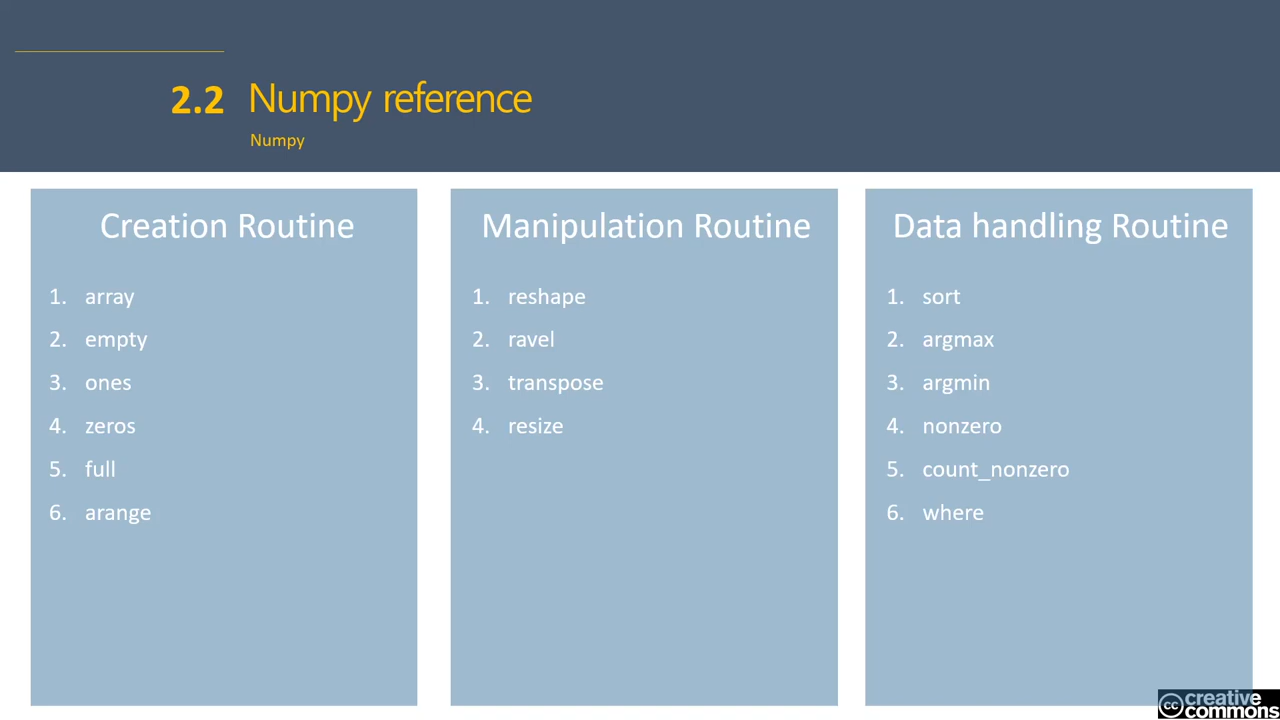 2.2 Numpy reference
Numpy
Creation Routine
1. array
2. empty
3. ones
4. zeros
5. full
6. arange
Manipulation Routine
1. reshape
2. ravel
3. transpose
4. resize
Data handling Routine
1. sort
2. argmax
3. argmin
4. nonzero
5. count_nonzero
6. where
cc creative
commons